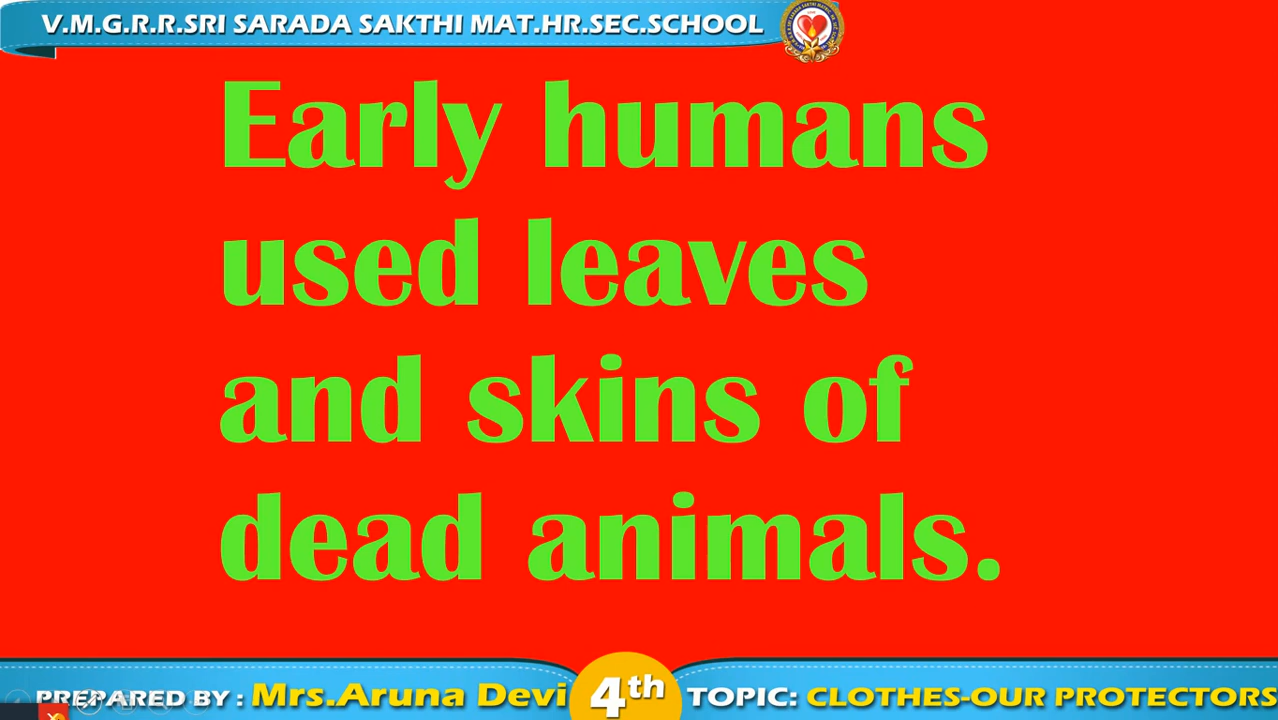 V.M.G.R.R.SRI SARADA SAKTHI MAT.HR.SEC.SCHOOL
Early humans
used leaves
and skins of
dead animals.
PREPARED BY : Mrs.Aruna Devi 4th TOPIC: CLOTHES-OUR PROTECTORS